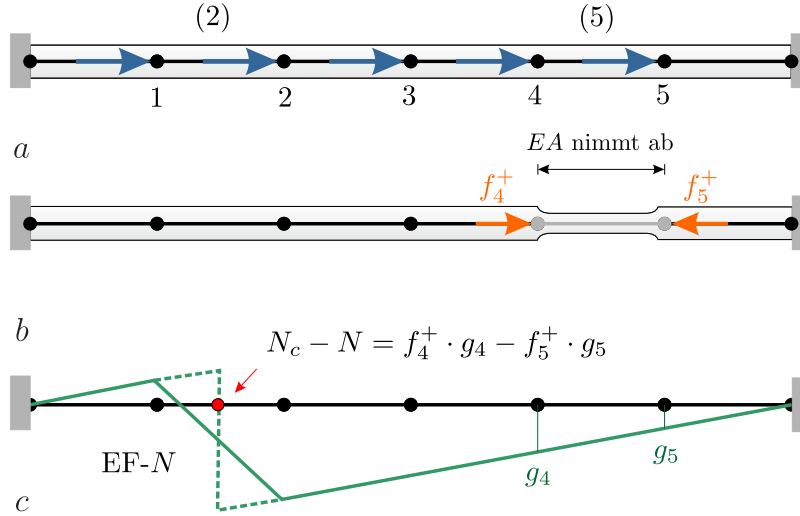 (2) (5)
1 2 3 4 5
a
EA nimmt ab
f₄⁺ f₅⁺
b
N_c − N = f₄⁺ · g₄ − f₅⁺ · g₅
EF-N
g₄ g₅
c